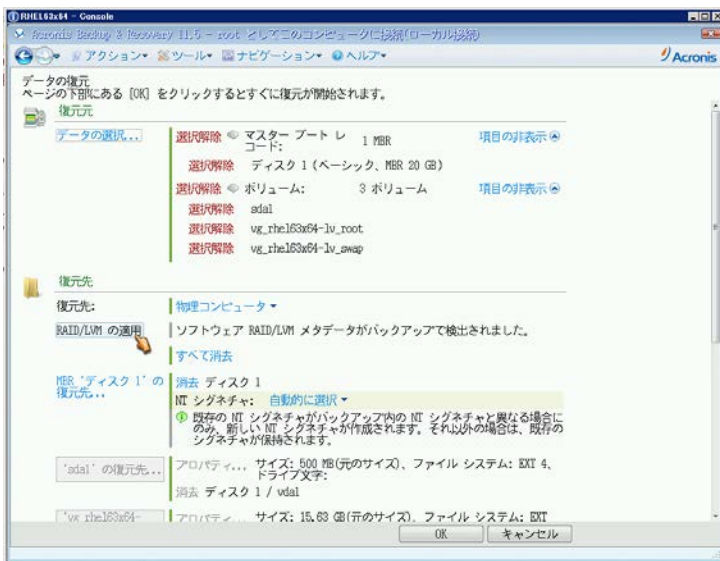 RHEL63x64 - Console
Acronis Backup & Recovery 11.5 - root としてこのコンピュータに接続(ローカル接続)
アクション ツール ナビゲーション ヘルプ
Acronis
データの復元
ページの下部にある [OK] をクリックするとすぐに復元が開始されます。
復元元
データの選択...
選択解除 マスター ブート レコード: 1 MBR 項目の非表示
選択解除 ディスク 1 (ベーシック、MBR 20 GB)
選択解除 ボリューム: 3 ボリューム 項目の非表示
選択解除 sda1
選択解除 vg_rhel63x64-lv_root
選択解除 vg_rhel63x64-lv_swap
復元先
復元先: 物理コンピュータ
RAID/LVM の適用 ソフトウェア RAID/LVM メタデータがバックアップで検出されました。
すべて消去
MBR 'ディスク 1' の復元先... 消去 ディスク 1
NT シグネチャ: 自動的に選択
既存の NT シグネチャがバックアップ内の NT シグネチャと異なる場合に
のみ、新しい NT シグネチャが作成されます。それ以外の場合は、既存の
シグネチャが保持されます。
'sda1' の復元先... プロパティ... サイズ: 500 MB(元のサイズ)、ファイル システム: EXT 4、
ドライブ文字:
消去 ディスク 1 / vda1
'vg_rhel63x64- プロパティ... サイズ: 15.63 GB(元のサイズ)、ファイル システム: EXT
OK キャンセル